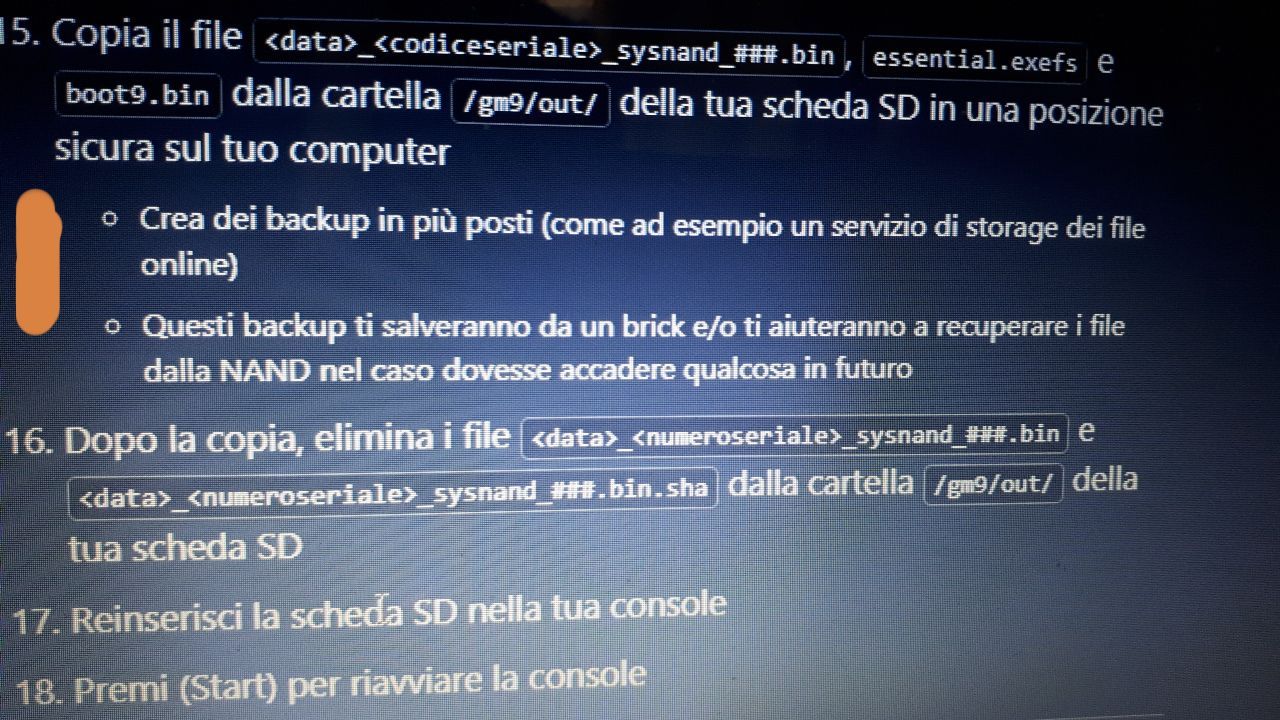 15. Copia il file <data>_<codiceseriale>_sysnand_###.bin, essential.exefs e
boot9.bin dalla cartella /gm9/out/ della tua scheda SD in una posizione
sicura sul tuo computer
Crea dei backup in più posti (come ad esempio un servizio di storage dei file
online)
Questi backup ti salveranno da un brick e/o ti aiuteranno a recuperare i file
dalla NAND nel caso dovesse accadere qualcosa in futuro
16. Dopo la copia, elimina i file <data>_<numeroseriale>_sysnand_###.bin e
<data>_<numeroseriale>_sysnand_###.bin.sha dalla cartella /gm9/out/ della
tua scheda SD
17. Reinserisci la scheda SD nella tua console
18. Premi (Start) per riavviare la console